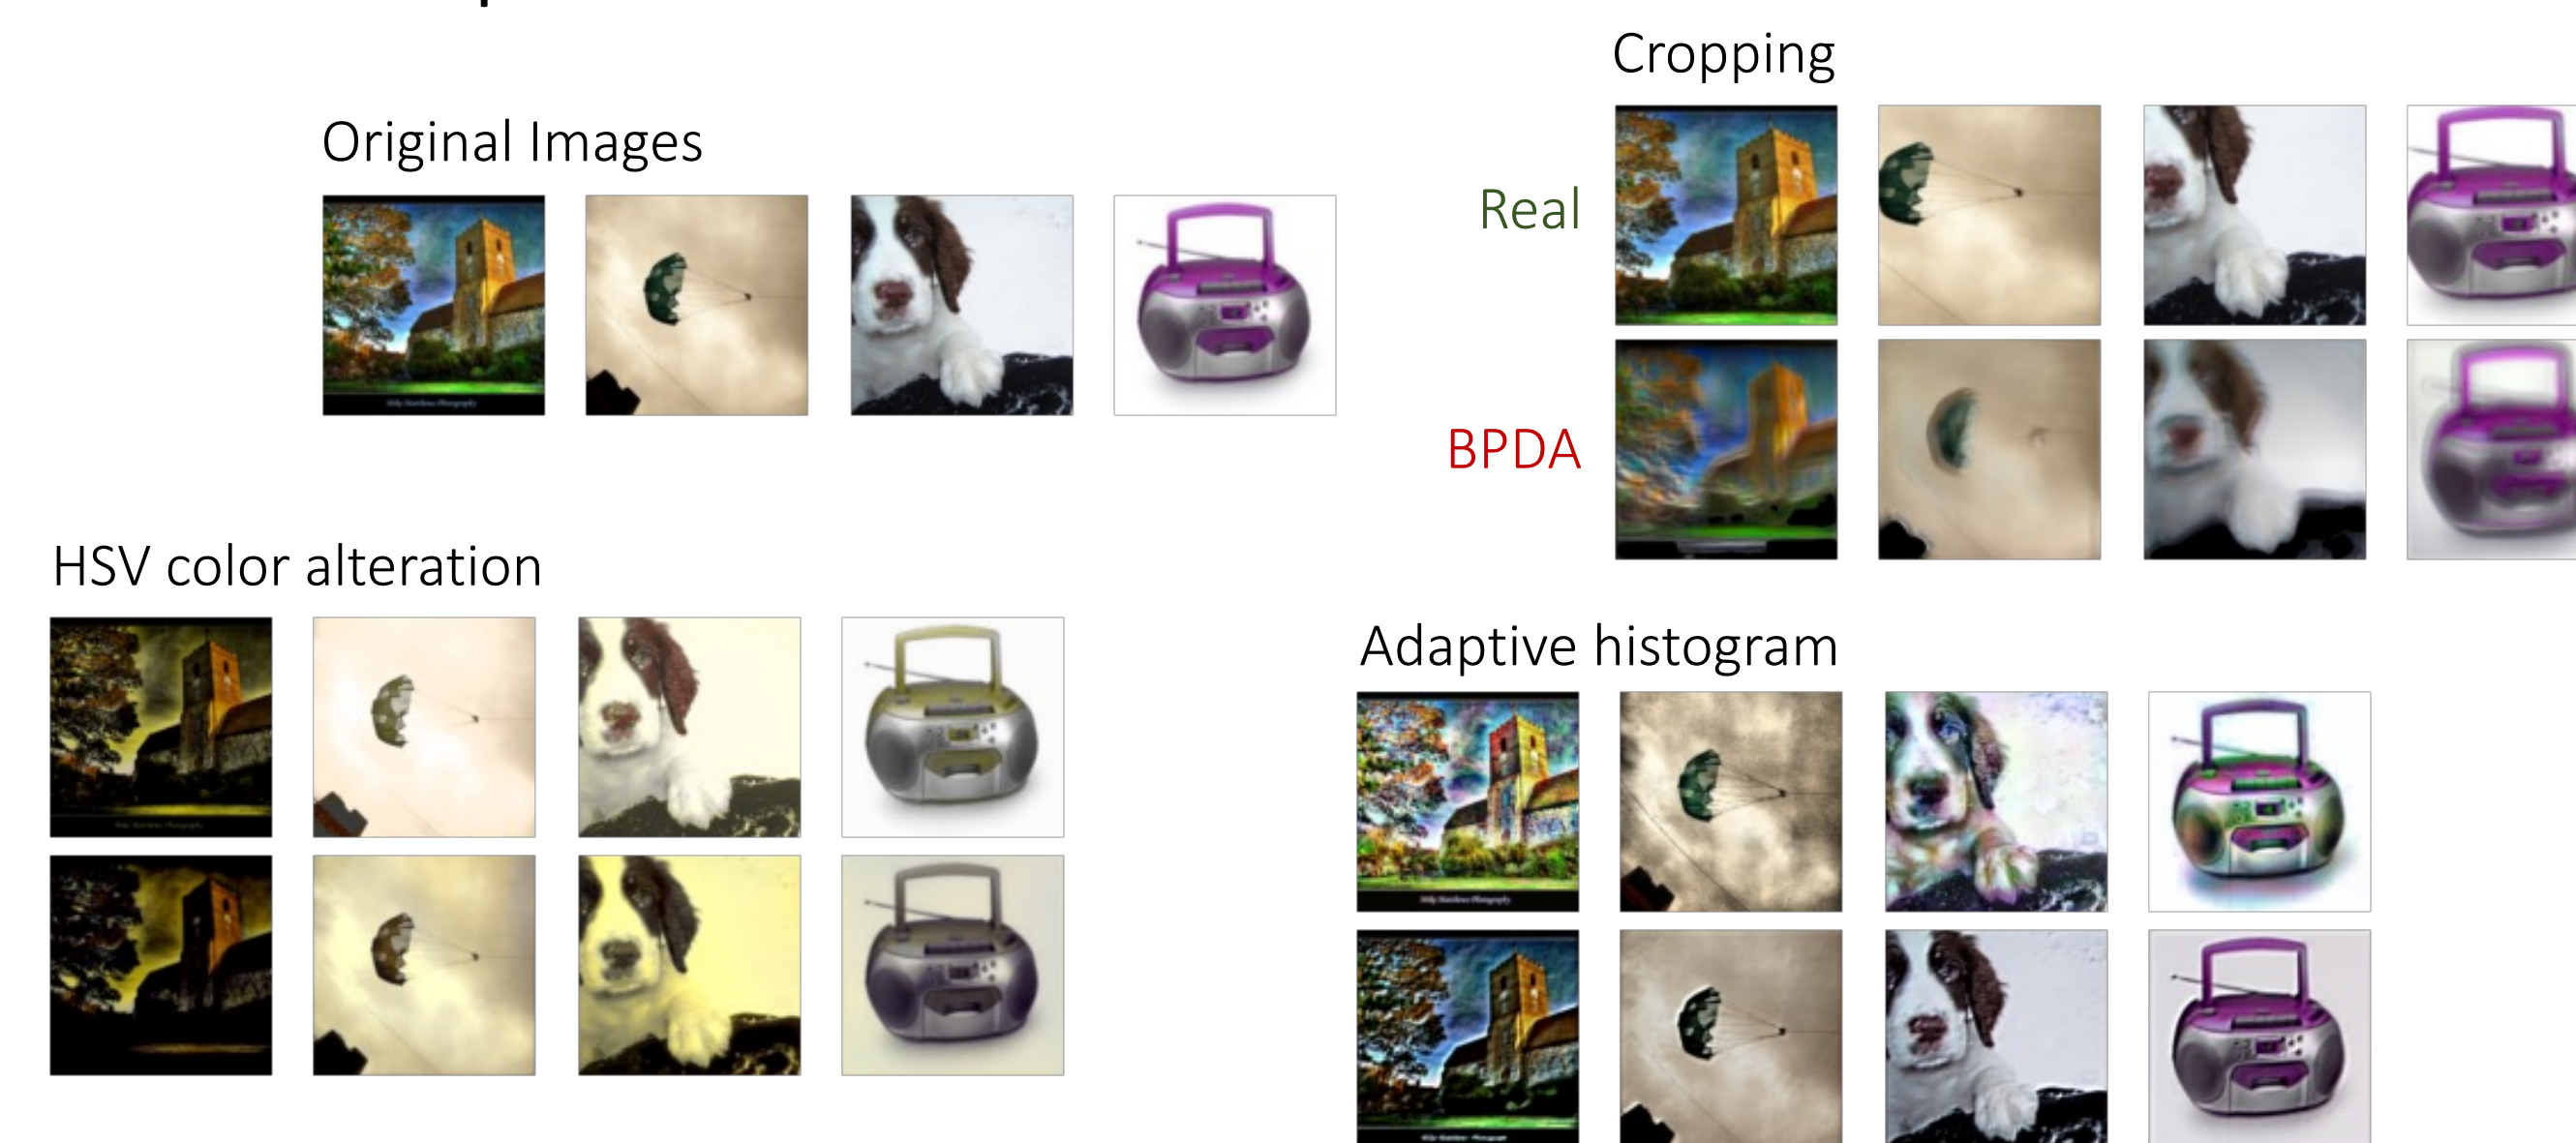 Original Images
Cropping
Real
BPDA
HSV color alteration
Adaptive histogram